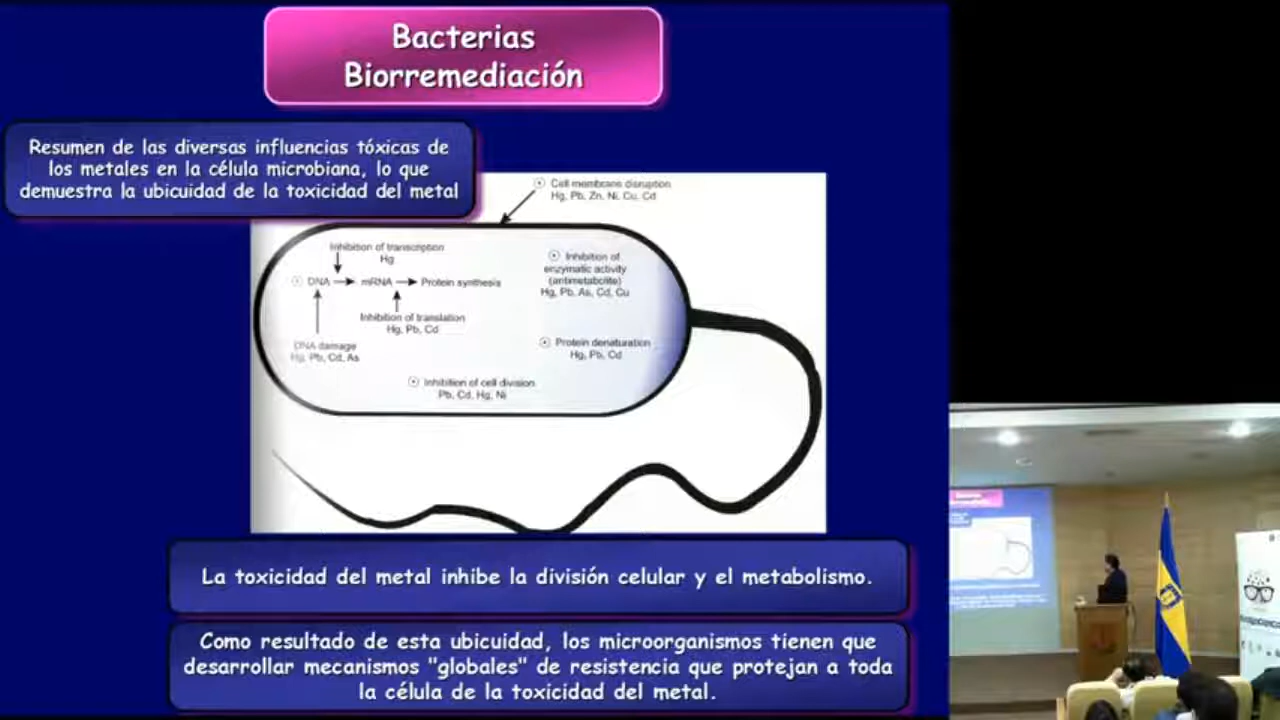 Bacterias
Biorremediación
Resumen de las diversas influencias tóxicas de
los metales en la célula microbiana, lo que
demuestra la ubicuidad de la toxicidad del metal
Cell membrane disruption
Hg, Pb, Zn, Ni, Cu, Cd
Inhibition of transcription
Hg
DNA
mRNA
Protein synthesis
Inhibition of translation
Hg, Pb, Cd
DNA damage
Hg, Pb, Cd, As
Inhibition of
enzymatic activity
(antimetabolite)
Hg, Pb, As, Cd, Cu
Protein denaturation
Hg, Pb, Cd
Inhibition of cell division
Pb, Cd, Hg, Ni
La toxicidad del metal inhibe la división celular y el metabolismo.
Como resultado de esta ubicuidad, los microorganismos tienen que
desarrollar mecanismos "globales" de resistencia que protejan a toda
la célula de la toxicidad del metal.